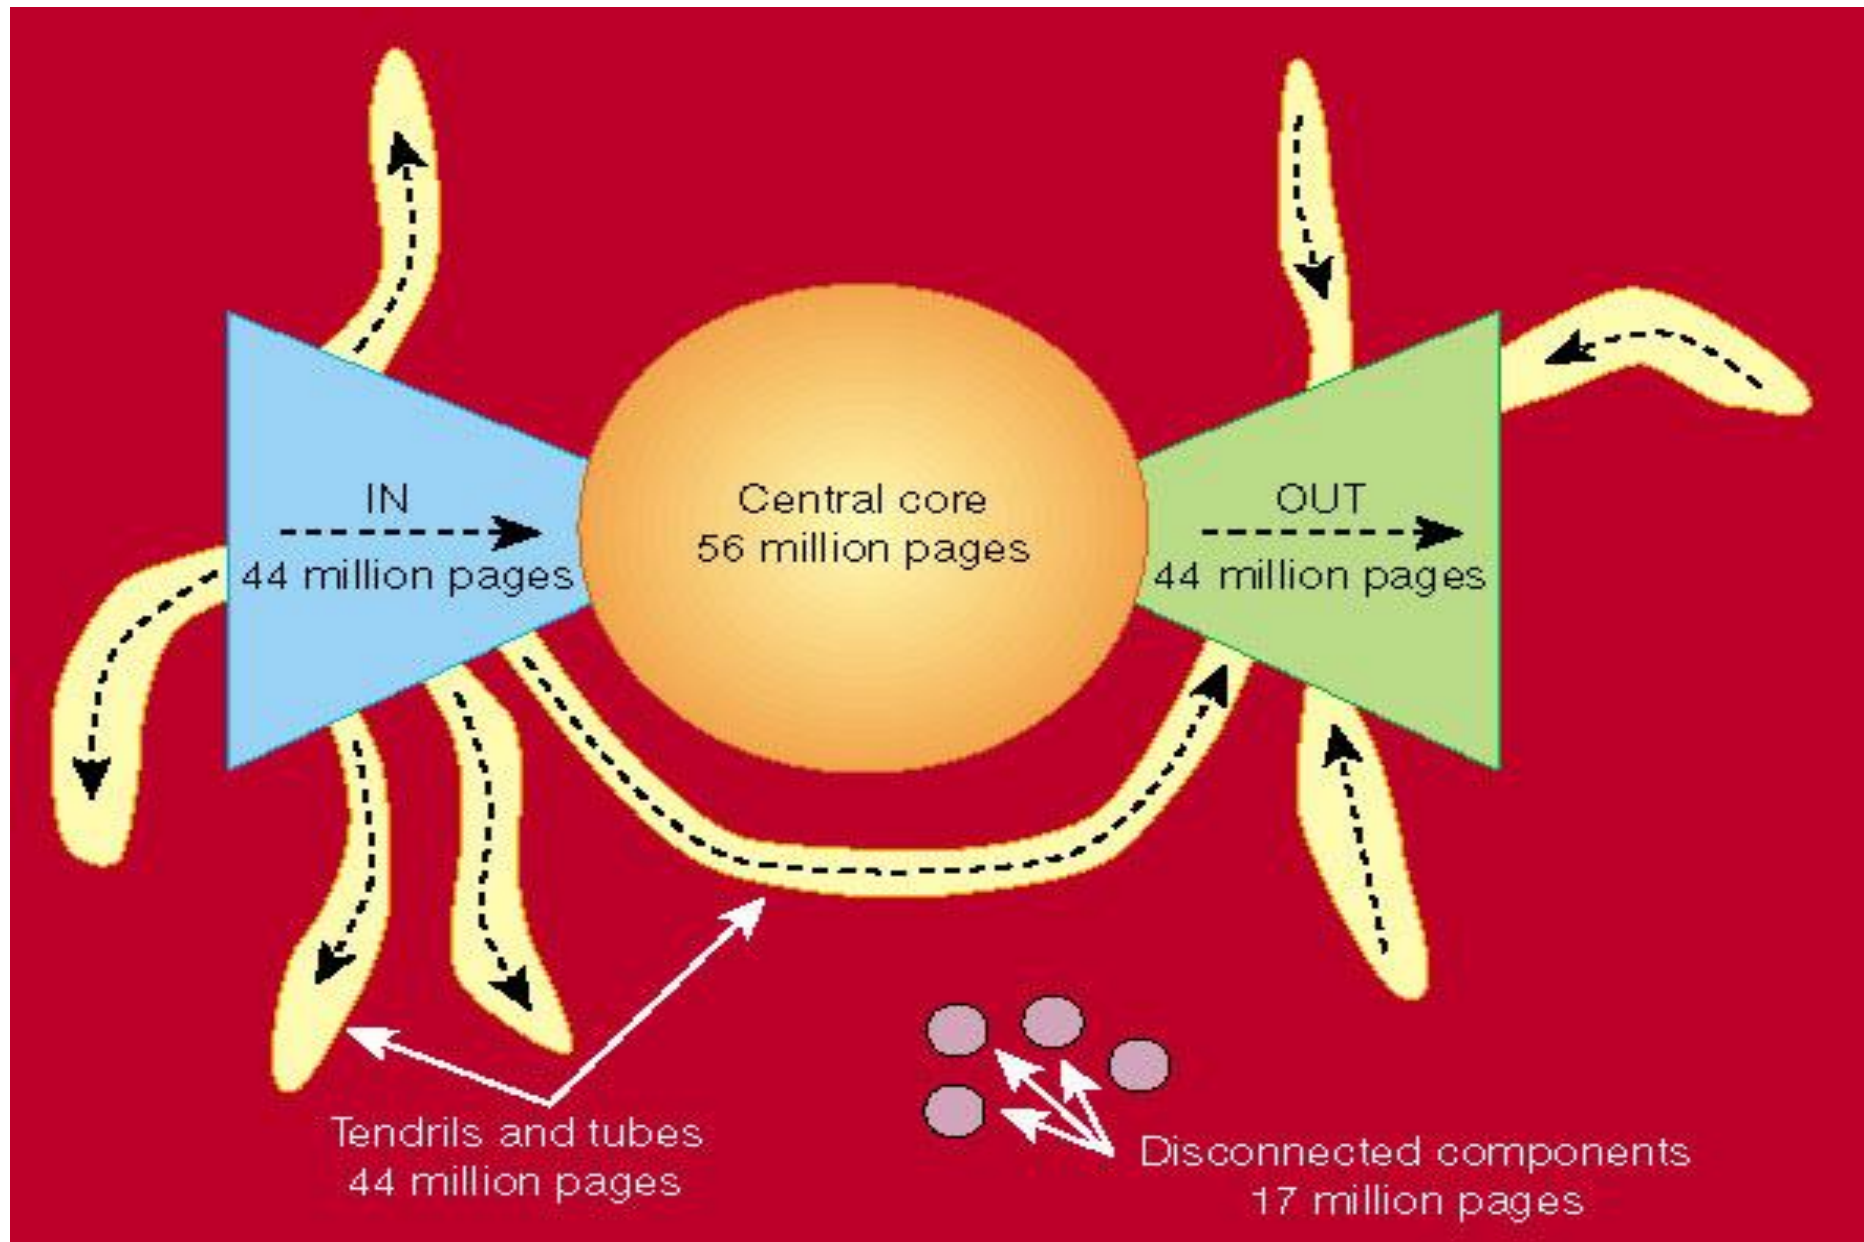 IN
44 million pages
Central core
56 million pages
OUT
44 million pages
Tendrils and tubes
44 million pages
Disconnected components
17 million pages